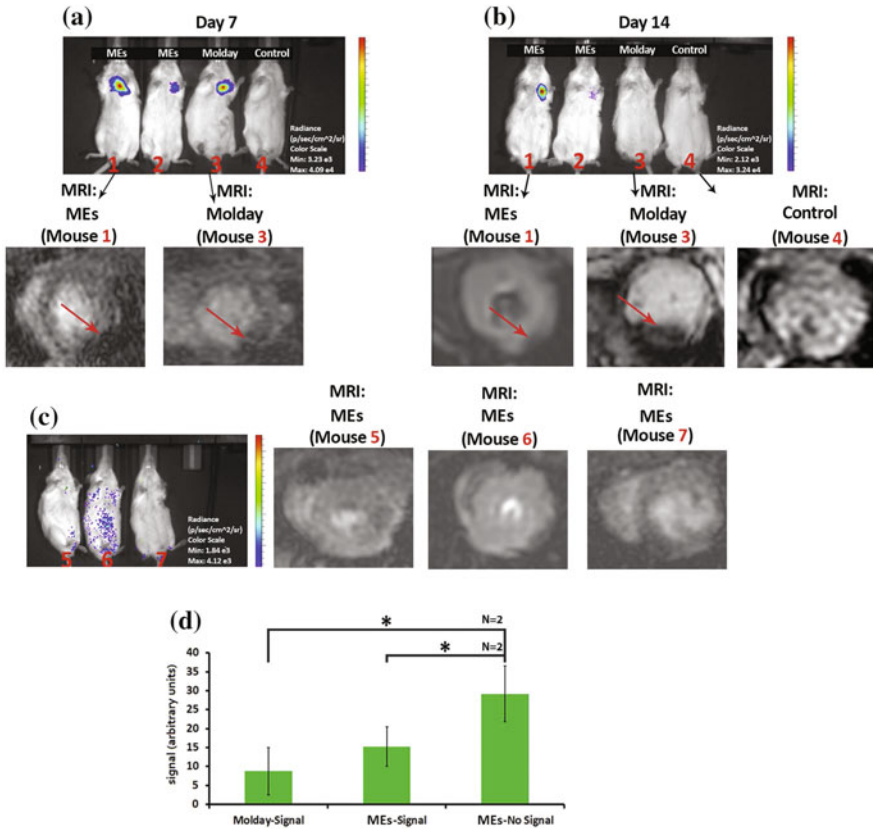 (a)
Day 7
MEs MEs Molday Control
Radiance
(p/sec/cm^2/sr)
Color Scale
Min: 3.23 e3
Max: 4.09 e4
1 2 3 4
MRI: MRI:
MEs Molday
(Mouse 1) (Mouse 3)
(b)
Day 14
MEs MEs Molday Control
Radiance
(p/sec/cm^2/sr)
Color Scale
Min: 2.12 e3
Max: 3.24 e4
1 2 3 4
MRI: MRI: MRI:
MEs Molday Control
(Mouse 1) (Mouse 3) (Mouse 4)
(c)
Radiance
(p/sec/cm^2/sr)
Color Scale
Min: 1.84 e3
Max: 4.12 e3
5 6 7
MRI: MRI: MRI:
MEs MEs MEs
(Mouse 5) (Mouse 6) (Mouse 7)
(d)
* N=2
* N=2
signal (arbitrary units)
40
35
30
25
20
15
10
5
0
Molday-Signal MEs-Signal MEs-No Signal